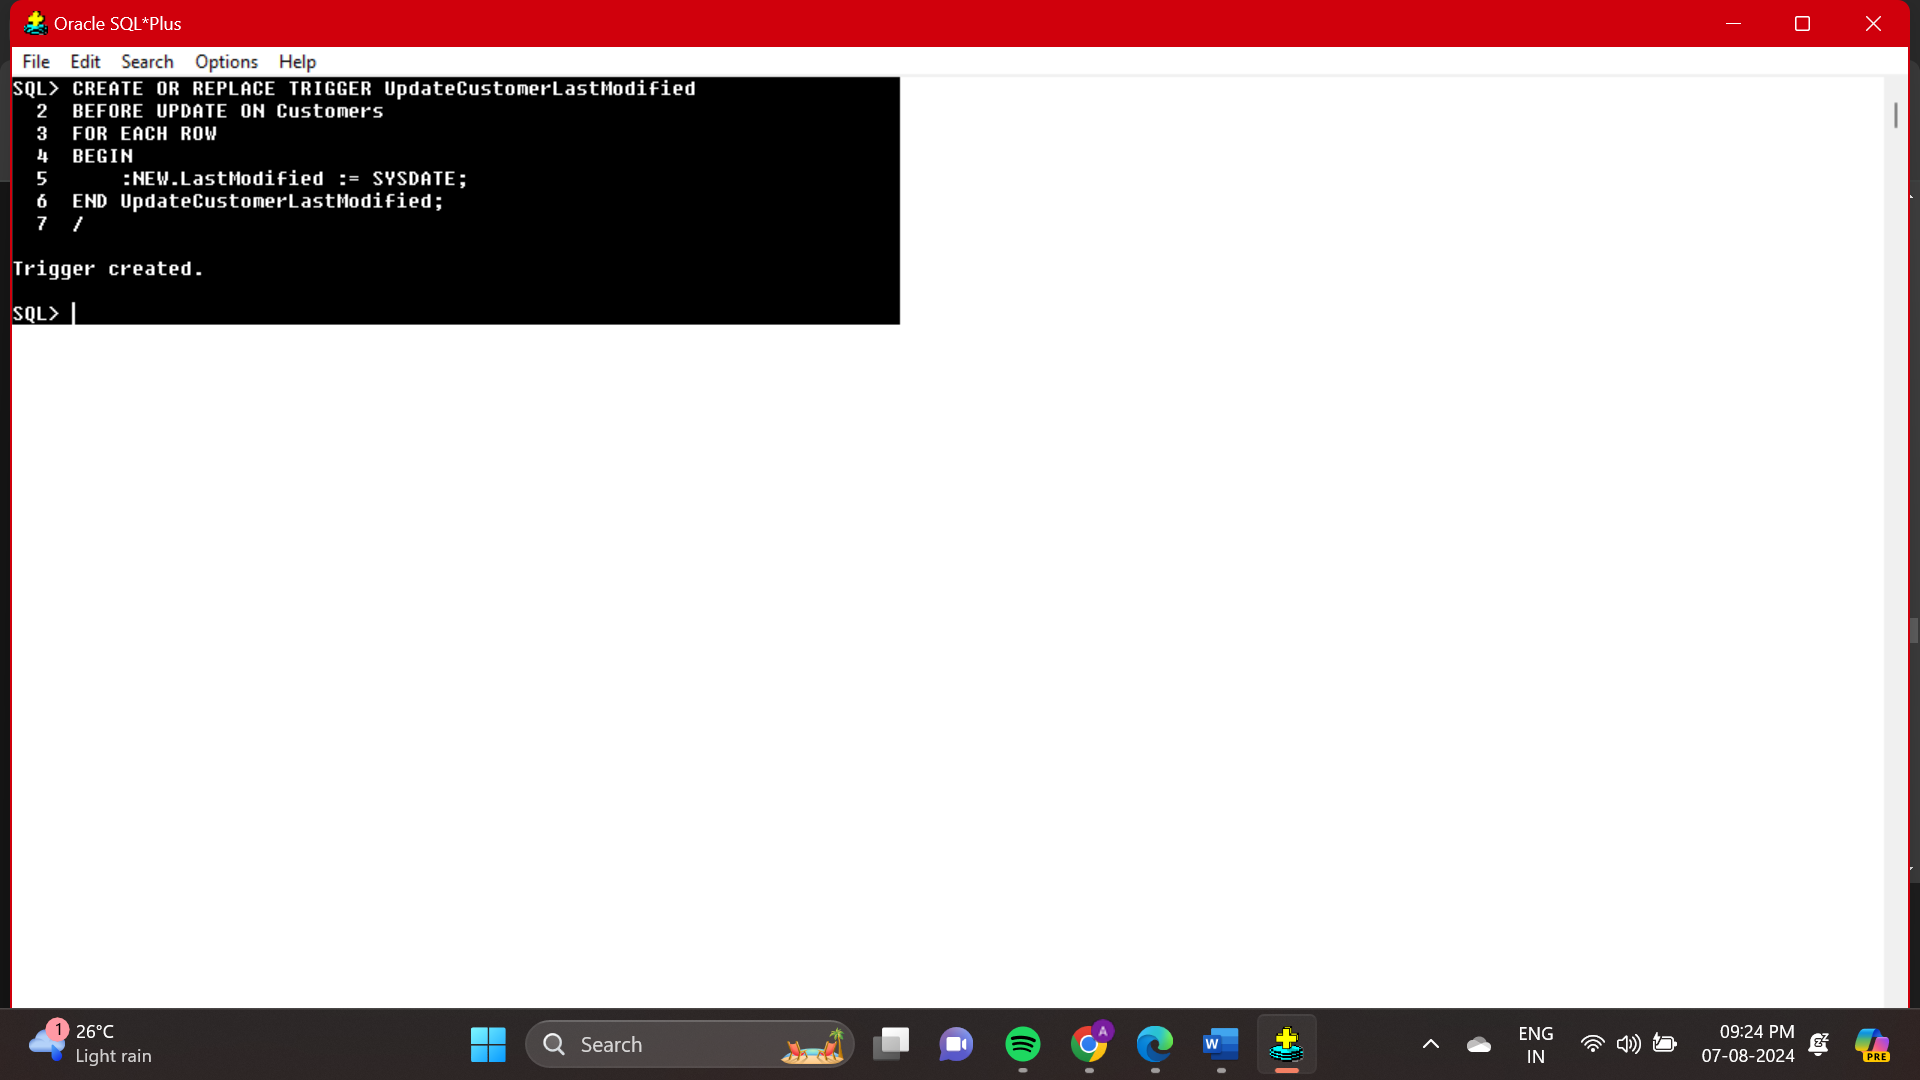 Oracle SQL*Plus
File Edit Search Options Help
SQL> CREATE OR REPLACE TRIGGER UpdateCustomerLastModified
2 BEFORE UPDATE ON Customers
3 FOR EACH ROW
4 BEGIN
5 :NEW.LastModified := SYSDATE;
6 END UpdateCustomerLastModified;
7 /
Trigger created.
SQL>
1
26°C
Light rain
Search
A
W
ENG
IN
09:24 PM
07-08-2024
PRE